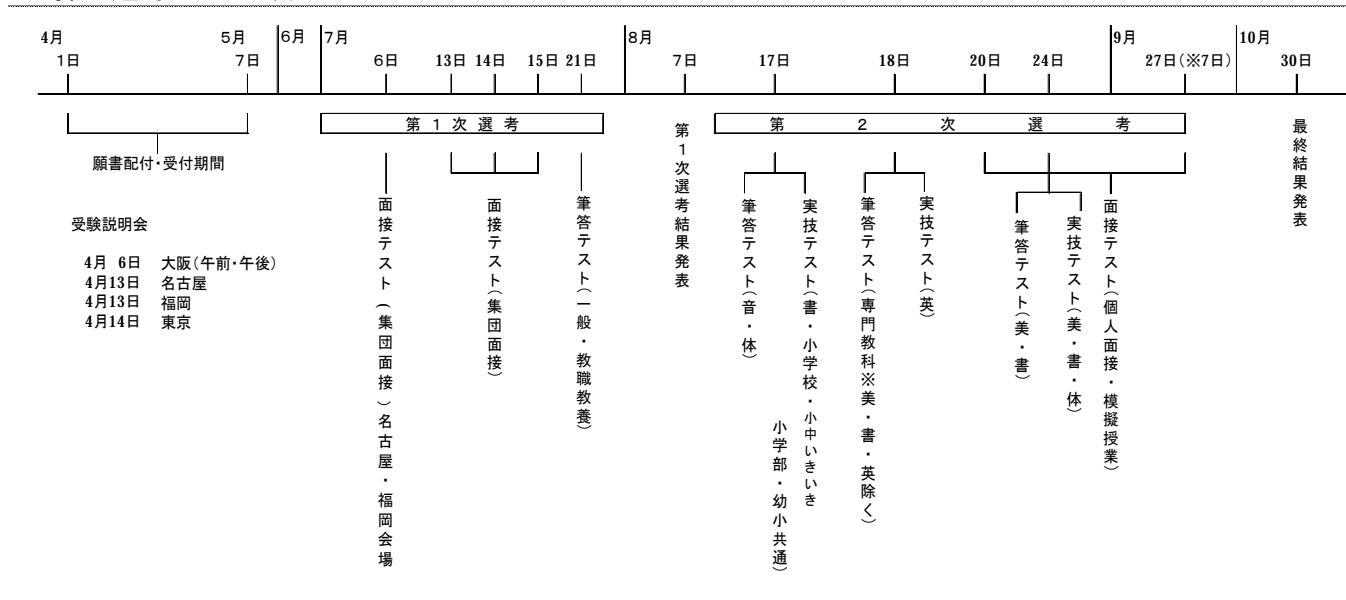 4月
5月
6月
7月
8月
9月
10月
1日
7日
6日
13日
14日
15日
21日
7日
17日
18日
20日
24日
27日(※7日)
30日
第1次選考
第2次選考
願書配付・受付期間
受験説明会
4月 6日 大阪(午前・午後)
4月13日 名古屋
4月13日 福岡
4月14日 東京
面接テスト(集団面接)名古屋・福岡会場
面接テスト(集団面接)
筆答テスト(一般・教職教養)
第1次選考結果発表
筆答テスト(音・体)
実技テスト(書・小学校・小中いきいき
小学部・幼小共通)
筆答テスト(専門教科※美・書・英除く)
実技テスト(英)
筆答テスト(美・書)
実技テスト(美・書・体)
面接テスト(個人面接・模擬授業)
最終結果発表